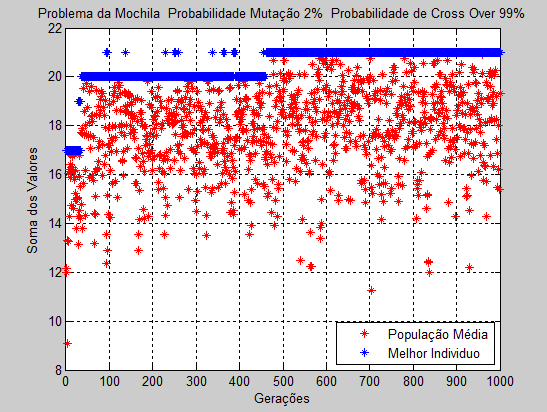 Problema da Mochila  Probabilidade Mutação 2%  Probabilidade de Cross Over 99%
22
20
18
16
14
12
10
8
Soma dos Valores
0 100 200 300 400 500 600 700 800 900 1000
Gerações
População Média
Melhor Individuo